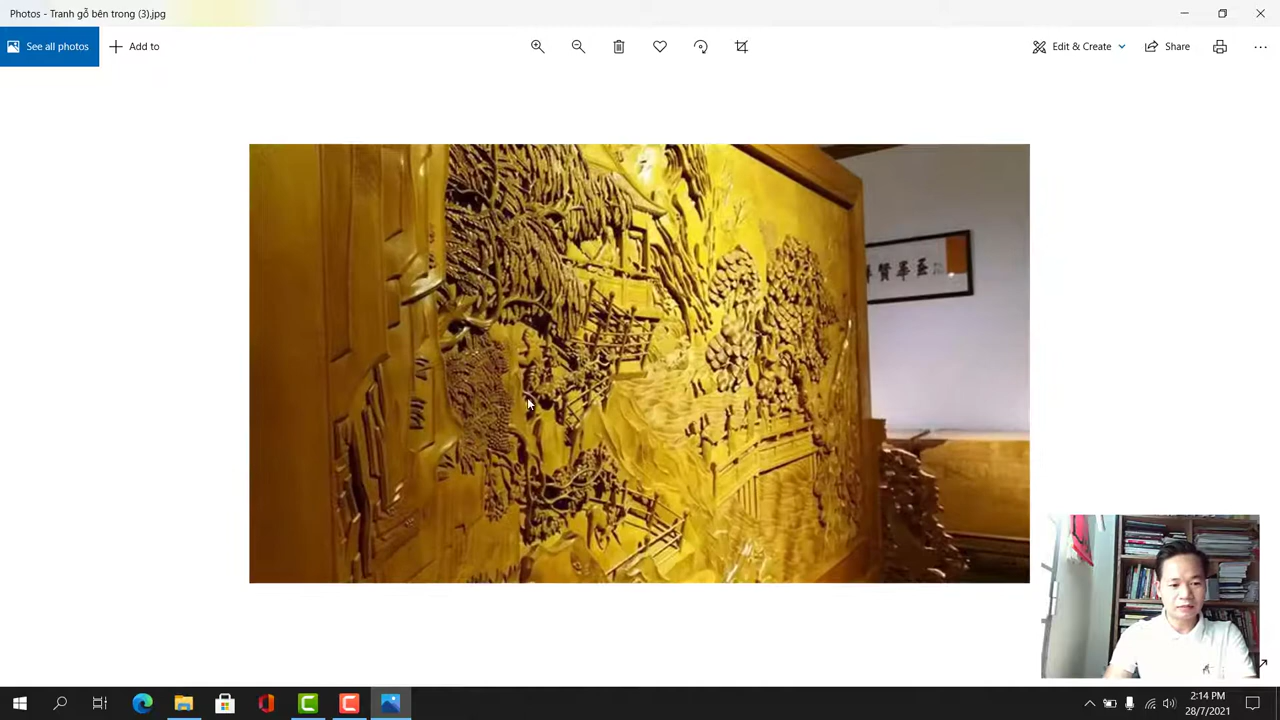 Photos - Tranh gỗ bên trong (3).jpg
See all photos
Add to
Edit & Create
Share
2:14 PM
28/7/2021